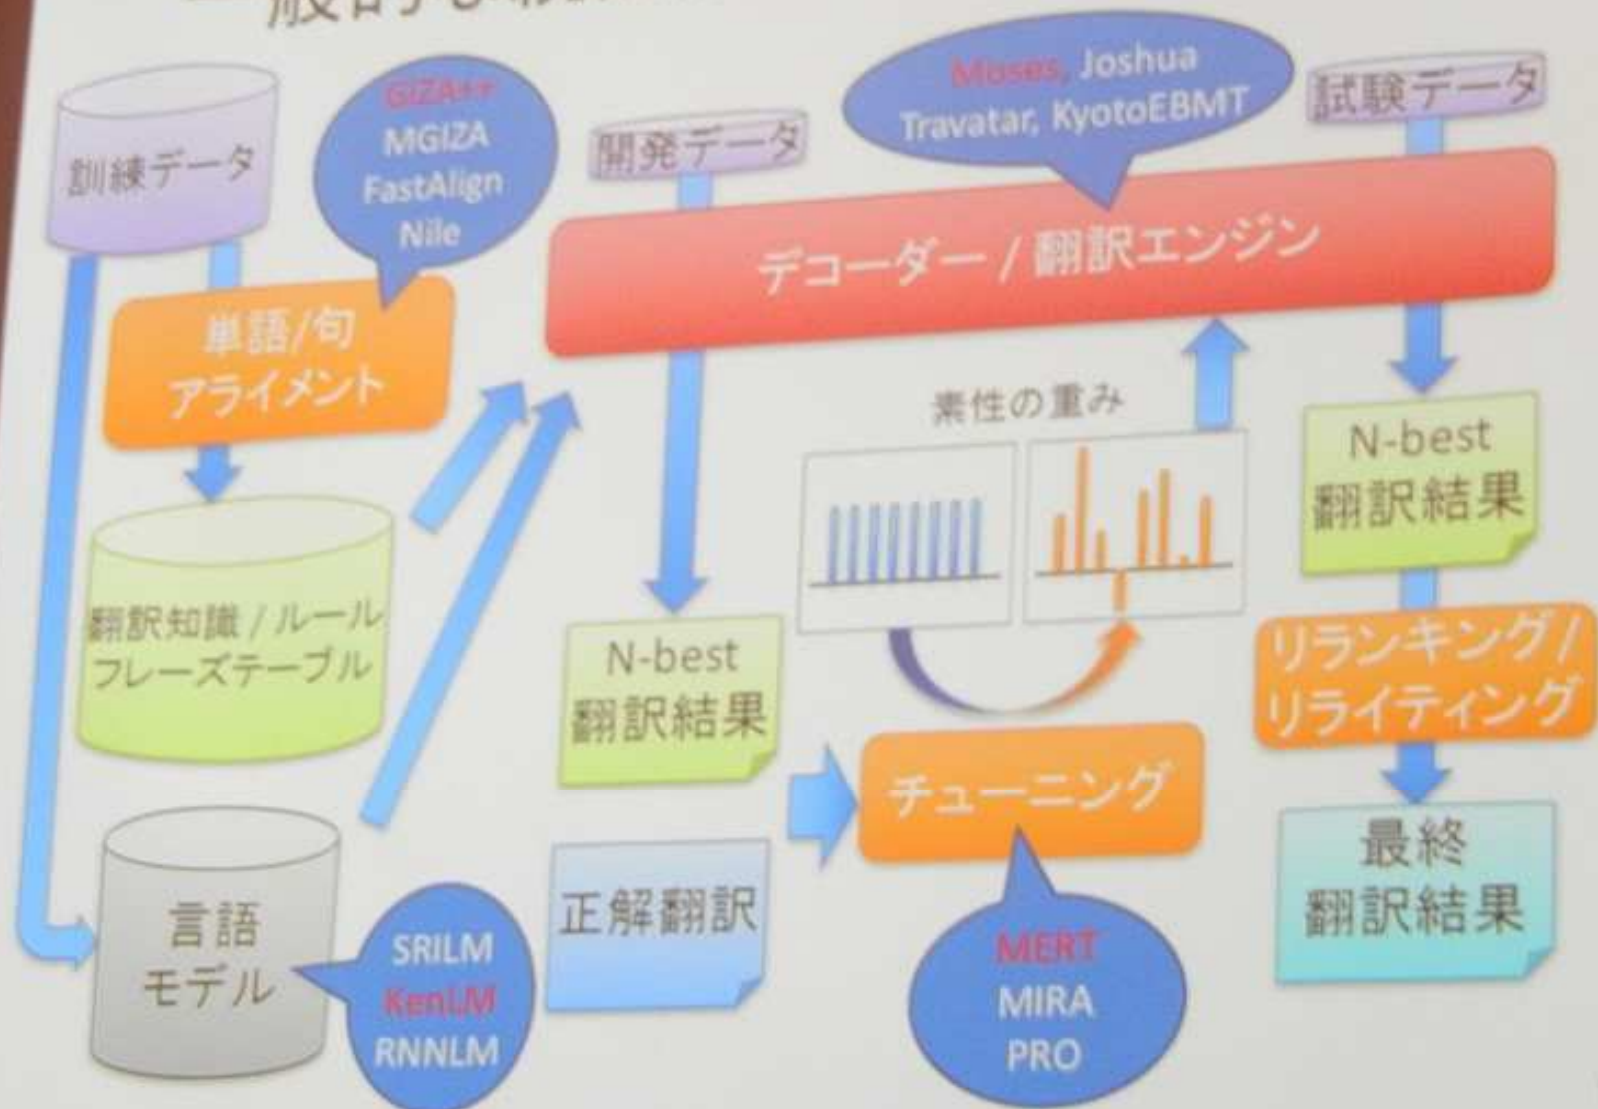 一般的な
訓練データ
GIZA++
MGIZA
FastAlign
Nile
開発データ
Moses, Joshua
Travatar, KyotoEBMT
試験データ
デコーダー / 翻訳エンジン
単語/句
アライメント
素性の重み
N-best
翻訳結果
翻訳知識 / ルール
フレーズテーブル
N-best
翻訳結果
リランキング/
リライティング
チューニング
正解翻訳
最終
翻訳結果
言語
モデル
SRILM
KenLM
RNNLM
MERT
MIRA
PRO